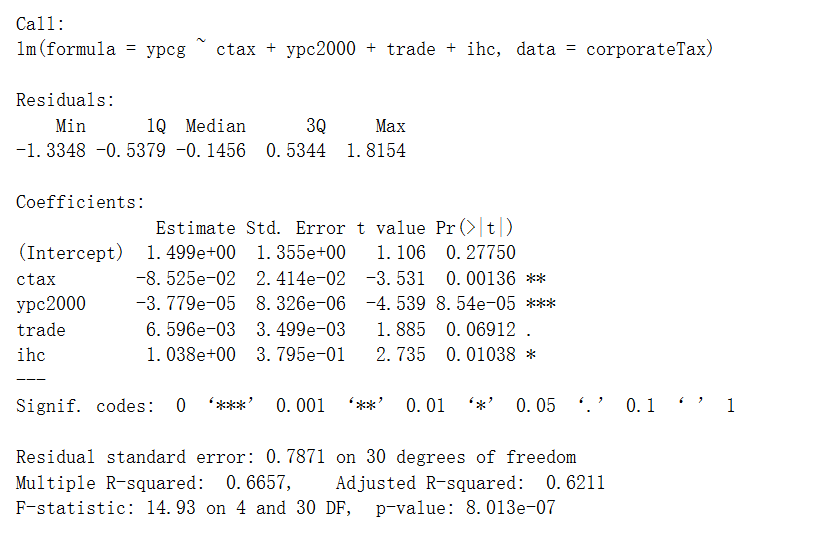 Call:
lm(formula = ypcg ~ ctax + ypc2000 + trade + ihc, data = corporateTax)
Residuals:
Min 1Q Median 3Q Max
-1.3348 -0.5379 -0.1456 0.5344 1.8154
Coefficients:
Estimate Std. Error t value Pr(>|t|)
(Intercept) 1.499e+00 1.355e+00 1.106 0.27750
ctax -8.525e-02 2.414e-02 -3.531 0.00136 **
ypc2000 -3.779e-05 8.326e-06 -4.539 8.54e-05 ***
trade 6.596e-03 3.499e-03 1.885 0.06912 .
ihc 1.038e+00 3.795e-01 2.735 0.01038 *
---
Signif. codes: 0 ‘***’ 0.001 ‘**’ 0.01 ‘*’ 0.05 ‘.’ 0.1 ‘ ’ 1
Residual standard error: 0.7871 on 30 degrees of freedom
Multiple R-squared: 0.6657, Adjusted R-squared: 0.6211
F-statistic: 14.93 on 4 and 30 DF, p-value: 8.013e-07